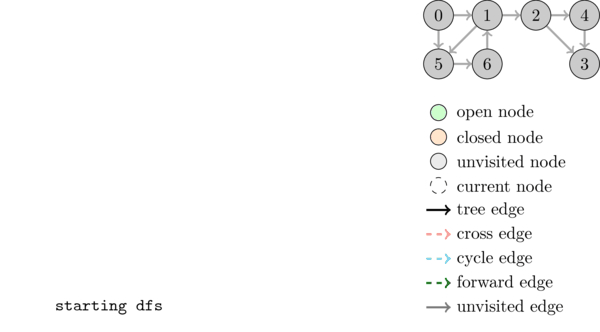 0 1 2 4
5 6 3
open node
closed node
unvisited node
current node
tree edge
cross edge
cycle edge
forward edge
starting dfs
unvisited edge